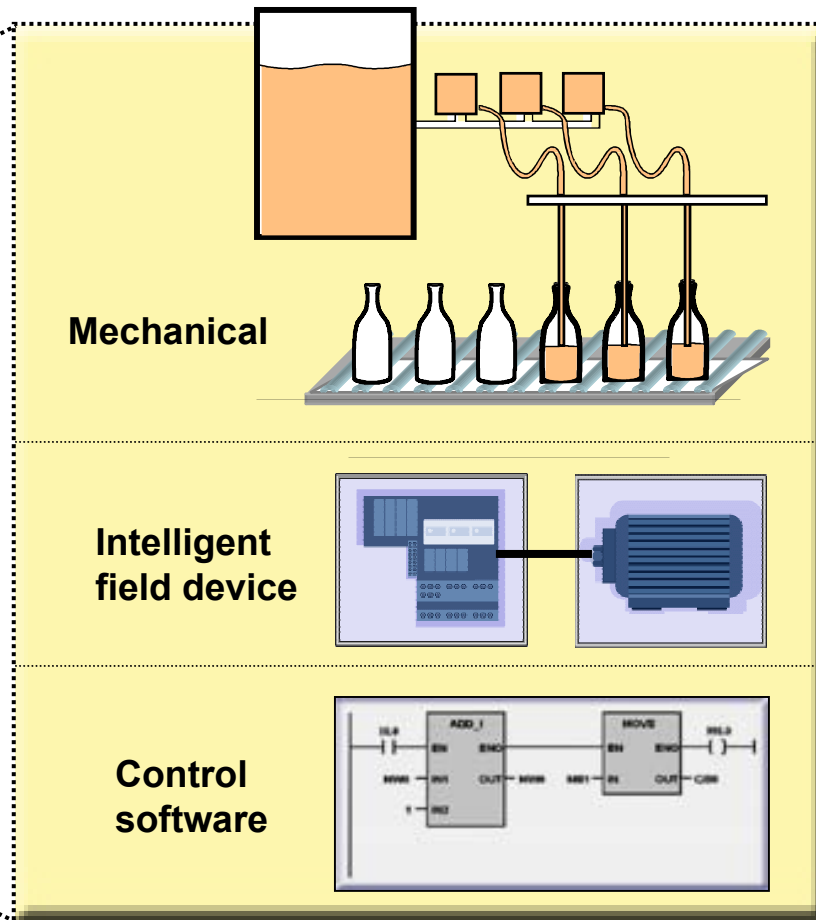 Mechanical
Intelligent
field device
Control
software
ADD_I
MOVE
EN
ENO
EN
ENO
IN1
OUT
IN
OUT
1
IN2